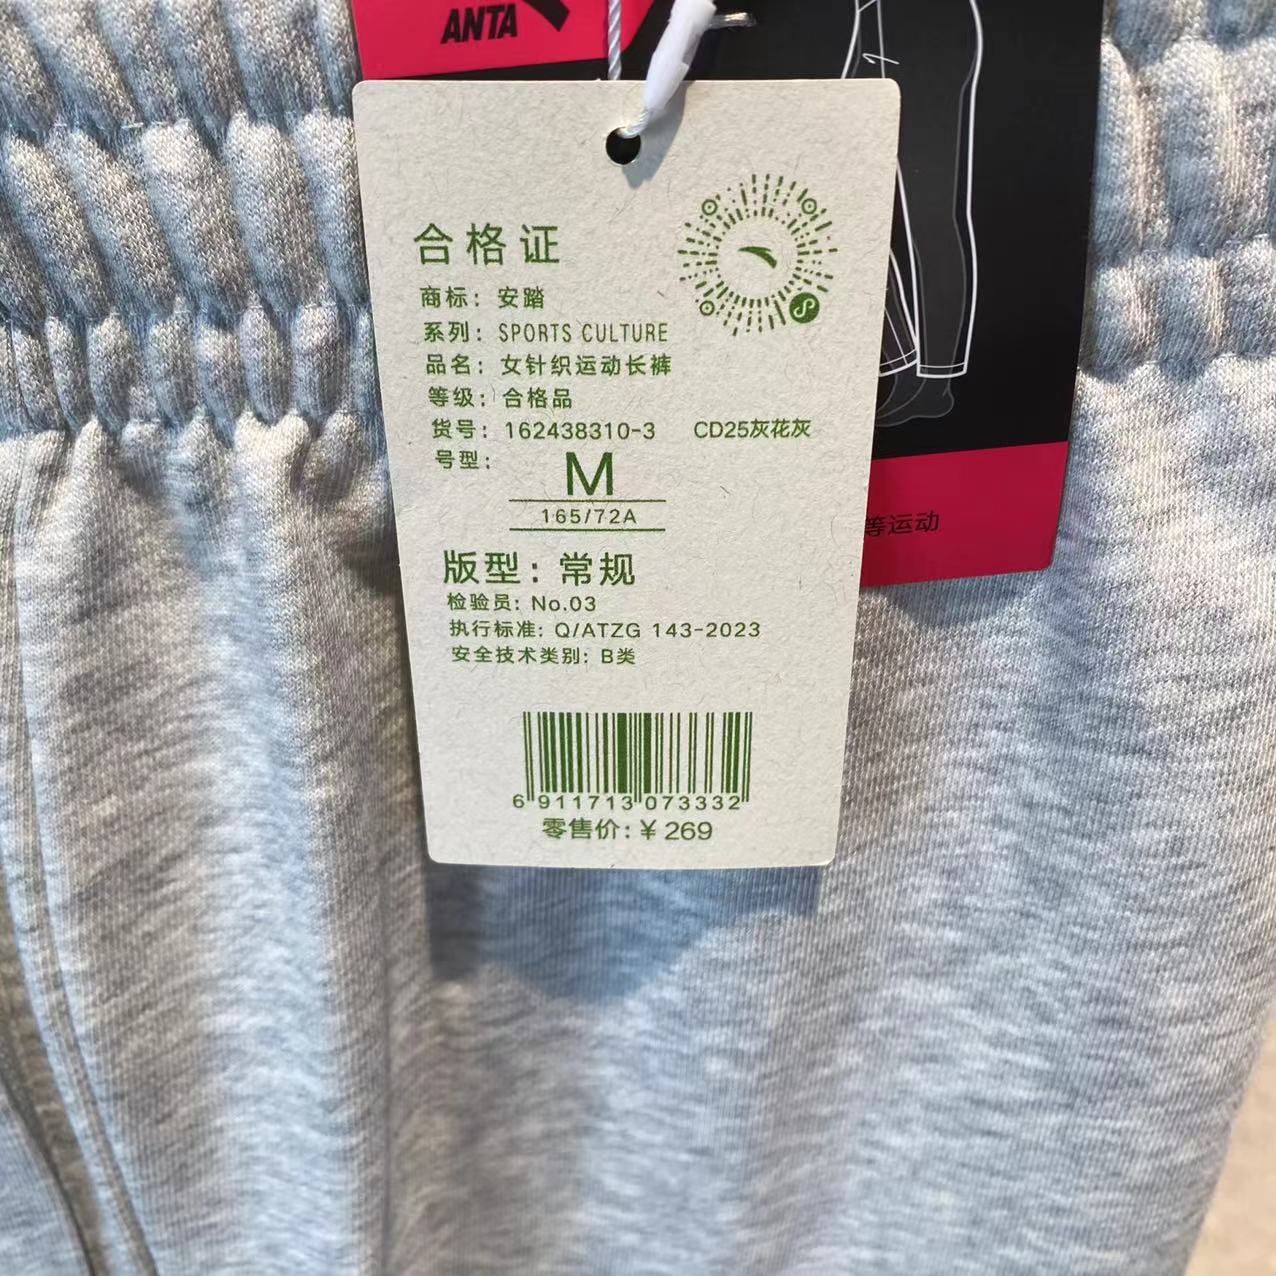 ANTA
合格证
商标：安踏
系列：SPORTS CULTURE
品名：女针织运动长裤
等级：合格品
货号：162438310-3 CD25灰花灰
号型：M
165/72A
版型：常规
检验员：No.03
执行标准：Q/ATZG 143-2023
安全技术类别：B类
6 911713 073332
零售价：¥ 269
等运动